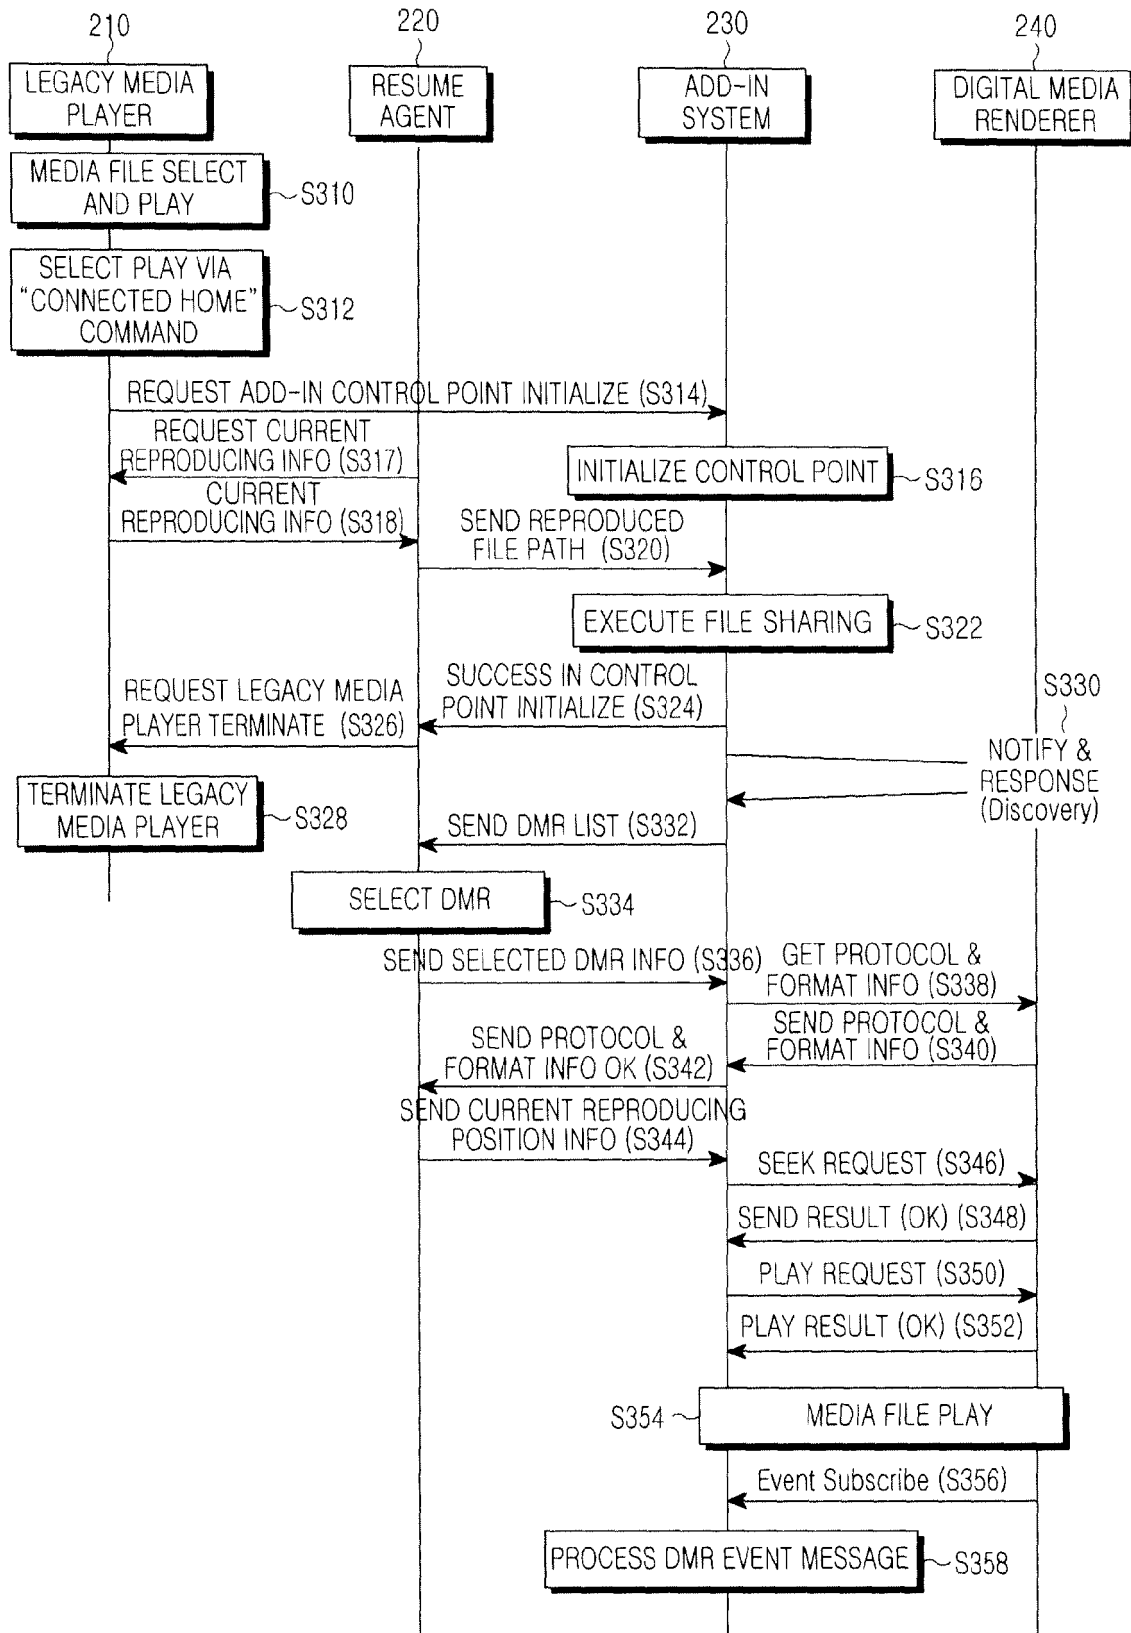 210
220
230
240
LEGACY MEDIA
PLAYER
RESUME
AGENT
ADD-IN
SYSTEM
DIGITAL MEDIA
RENDERER
MEDIA FILE SELECT
AND PLAY
S310
SELECT PLAY VIA
“CONNECTED HOME”
COMMAND
S312
REQUEST ADD-IN CONTROL POINT INITIALIZE (S314)
REQUEST CURRENT
REPRODUCING INFO (S317)
INITIALIZE CONTROL POINT
S316
CURRENT
REPRODUCING INFO (S318)
SEND REPRODUCED
FILE PATH (S320)
EXECUTE FILE SHARING
S322
SUCCESS IN CONTROL
POINT INITIALIZE (S324)
REQUEST LEGACY MEDIA
PLAYER TERMINATE (S326)
S330
NOTIFY &
RESPONSE
(Discovery)
TERMINATE LEGACY
MEDIA PLAYER
S328
SEND DMR LIST (S332)
SELECT DMR
S334
SEND SELECTED DMR INFO (S336)
GET PROTOCOL &
FORMAT INFO (S338)
SEND PROTOCOL &
FORMAT INFO (S340)
SEND PROTOCOL &
FORMAT INFO OK (S342)
SEND CURRENT REPRODUCING
POSITION INFO (S344)
SEEK REQUEST (S346)
SEND RESULT (OK) (S348)
PLAY REQUEST (S350)
PLAY RESULT (OK) (S352)
S354
MEDIA FILE PLAY
Event Subscribe (S356)
PROCESS DMR EVENT MESSAGE
S358